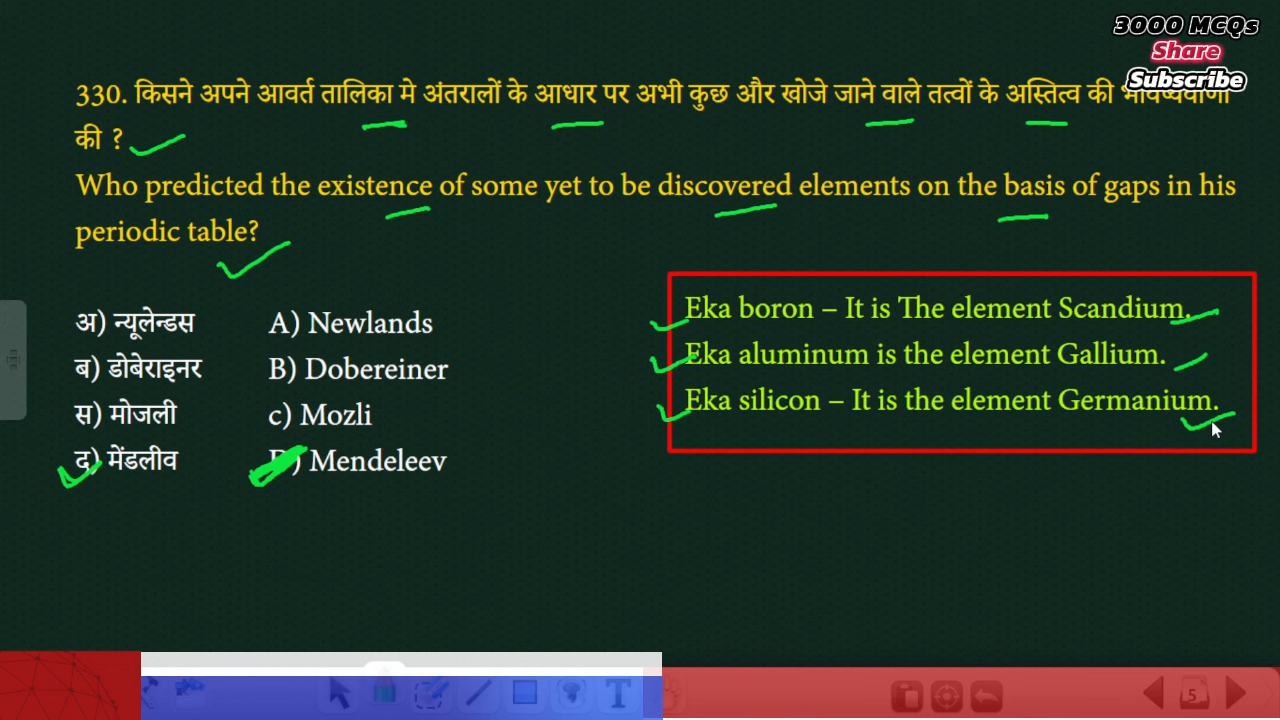 3000 MCQs
Share
Subscribe
330. किसने अपने आवर्त तालिका मे अंतरालों के आधार पर अभी कुछ और खोजे जाने वाले तत्वों के अस्तित्व की भविष्यवाणी
की ?
Who predicted the existence of some yet to be discovered elements on the basis of gaps in his
periodic table?
अ) न्यूलेन्डस A) Newlands
ब) डोबेराइनर B) Dobereiner
स) मोजली c) Mozli
द) मेंडलीव D) Mendeleev
Eka boron – It is The element Scandium.
Eka aluminum is the element Gallium.
Eka silicon – It is the element Germanium.
T
5